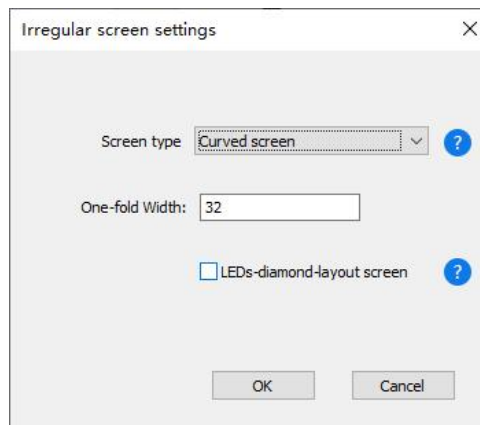 Irregular screen settings
Screen type Curved screen ?
One-fold Width: 32
LEDs-diamond-layout screen ?
OK Cancel